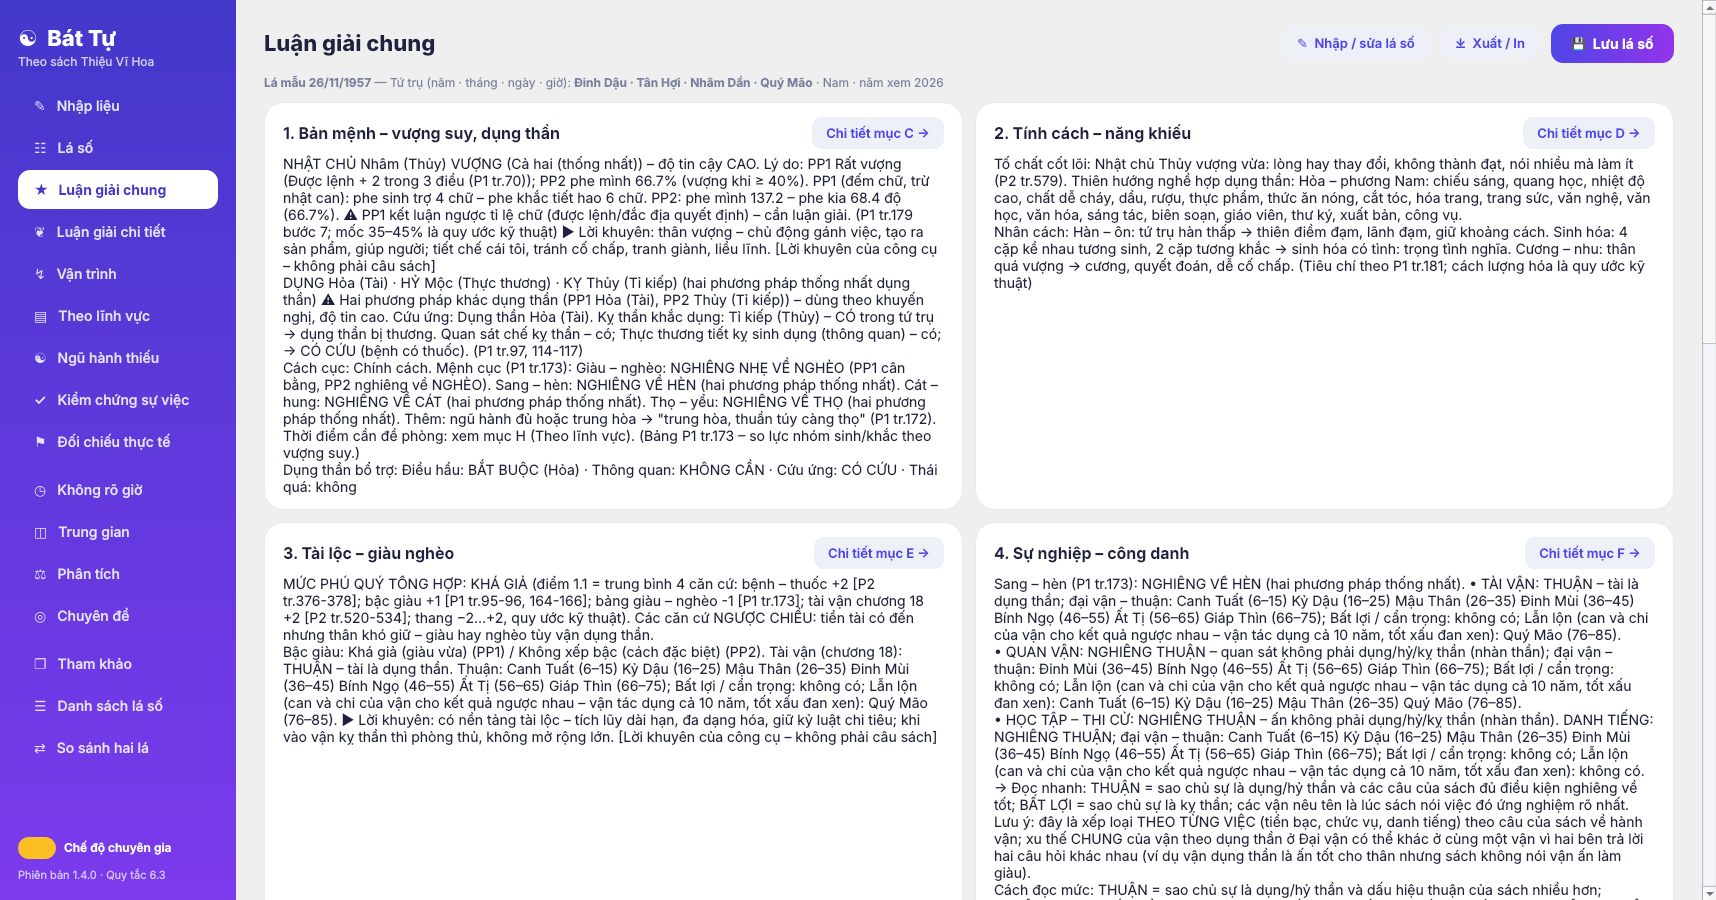 Bát Tự
Theo sách Thiệu Vĩ Hoa
Nhập liệu
Lá số
Luận giải chung
Luận giải chi tiết
Vận trình
Theo lĩnh vực
Ngũ hành thiếu
Kiểm chứng sự việc
Đối chiếu thực tế
Không rõ giờ
Trung gian
Phân tích
Chuyên đề
Tham khảo
Danh sách lá số
So sánh hai lá
Chế độ chuyên gia
Phiên bản 1.4.0 · Quy tắc 6.3
Luận giải chung
Nhập / sửa lá số
Xuất / In
Lưu lá số
Lá mẫu 26/11/1957 — Tứ trụ (năm · tháng · ngày · giờ): Đinh Dậu · Tân Hợi · Nhâm Dần · Quý Mão · Nam · năm xem 2026
1. Bản mệnh – vượng suy, dụng thần
Chi tiết mục C →
NHẬT CHỦ Nhâm (Thủy) VƯỢNG (Cả hai (thống nhất)) – độ tin cậy CAO. Lý do: PP1 Rất vượng
(Được lệnh + 2 trong 3 điều (P1 tr.70)); PP2 phe mình 66.7% (vượng khi ≥ 40%). PP1 (đếm chữ, trừ
nhật can): phe sinh trợ 4 chữ – phe khắc tiết hao 6 chữ. PP2: phe mình 137.2 – phe kia 68.4 độ
(66.7%). ⚠ PP1 kết luận ngược tỉ lệ chữ (được lệnh/đắc địa quyết định) – cần luận giải. (P1 tr.179
bước 7; mốc 35–45% là quy ước kỹ thuật) ▶ Lời khuyên: thân vượng – chủ động gánh việc, tạo ra
sản phẩm, giúp người; tiết chế cái tôi, tránh cố chấp, tranh giành, liều lĩnh. [Lời khuyên của công cụ
– không phải câu sách]
DỤNG Hỏa (Tài) · HỶ Mộc (Thực thương) · KỴ Thủy (Tỉ kiếp) (hai phương pháp thống nhất dụng
thần) ⚠ Hai phương pháp khác dụng thần (PP1 Hỏa (Tài), PP2 Thủy (Tỉ kiếp)) – dùng theo khuyến
nghị, độ tin cao. Cứu ứng: Dụng thần Hỏa (Tài). Kỵ thần khắc dụng: Tỉ kiếp (Thủy) – CÓ trong tứ trụ
→ dụng thần bị thương. Quan sát chế kỵ thần – có; Thực thương tiết kỵ sinh dụng (thông quan) – có;
→ CÓ CỨU (bệnh có thuốc). (P1 tr.97, 114-117)
Cách cục: Chính cách. Mệnh cục (P1 tr.173): Giàu – nghèo: NGHIÊNG NHẸ VỀ NGHÈO (PP1 cân
bằng, PP2 nghiêng về NGHÈO). Sang – hèn: NGHIÊNG VỀ HÈN (hai phương pháp thống nhất). Cát –
hung: NGHIÊNG VỀ CÁT (hai phương pháp thống nhất). Thọ – yểu: NGHIÊNG VỀ THỌ (hai phương
pháp thống nhất). Thêm: ngũ hành đủ hoặc trung hòa → "trung hòa, thuần túy càng thọ" (P1 tr.172).
Thời điểm cần đề phòng: xem mục H (Theo lĩnh vực). (Bảng P1 tr.173 – so lực nhóm sinh/khắc theo
vượng suy.)
Dụng thần bổ trợ: Điều hầu: BẮT BUỘC (Hỏa) · Thông quan: KHÔNG CẦN · Cứu ứng: CÓ CỨU · Thái
quá: không
2. Tính cách – năng khiếu
Chi tiết mục D →
Tố chất cốt lõi: Nhật chủ Thủy vượng vừa: lòng hay thay đổi, không thành đạt, nói nhiều mà làm ít
(P2 tr.579). Thiên hướng nghề hợp dụng thần: Hỏa – phương Nam: chiếu sáng, quang học, nhiệt độ
cao, chất dễ cháy, dầu, rượu, thực phẩm, thức ăn nóng, cắt tóc, hóa trang, trang sức, văn nghệ, văn
học, văn hóa, sáng tác, biên soạn, giáo viên, thư ký, xuất bản, công vụ.
Nhân cách: Hàn – ôn: tứ trụ hàn thấp → thiên điềm đạm, lãnh đạm, giữ khoảng cách. Sinh hóa: 4
cặp kề nhau tương sinh, 2 cặp tương khắc → sinh hóa có tình: trọng tình nghĩa. Cương – nhu: thân
quá vượng → cương, quyết đoán, dễ cố chấp. (Tiêu chí theo P1 tr.181; cách lượng hóa là quy ước kỹ
thuật)
3. Tài lộc – giàu nghèo
Chi tiết mục E →
MỨC PHÚ QUÝ TỔNG HỢP: KHÁ GIẢ (điểm 1.1 = trung bình 4 căn cứ: bệnh – thuốc +2 [P2
tr.376-378]; bậc giàu +1 [P1 tr.95-96, 164-166]; bảng giàu – nghèo -1 [P1 tr.173]; tài vận chương 18
+2 [P2 tr.520-534]; thang −2…+2, quy ước kỹ thuật). Các căn cứ NGƯỢC CHIỀU: tiền tài có đến
nhưng thân khó giữ – giàu hay nghèo tùy vận dụng thần.
Bậc giàu: Khá giả (giàu vừa) (PP1) / Không xếp bậc (cách đặc biệt) (PP2). Tài vận (chương 18):
THUẬN – tài là dụng thần. Thuận: Canh Tuất (6–15) Kỷ Dậu (16–25) Mậu Thân (26–35) Đinh Mùi
(36–45) Bính Ngọ (46–55) Ất Tị (56–65) Giáp Thìn (66–75); Bất lợi / cẩn trọng: không có; Lẫn lộn
(can và chi của vận cho kết quả ngược nhau – vận tác dụng cả 10 năm, tốt xấu đan xen): Quý Mão
(76–85). ▶ Lời khuyên: có nền tảng tài lộc – tích lũy dài hạn, đa dạng hóa, giữ kỷ luật chi tiêu; khi
vào vận kỵ thần thì phòng thủ, không mở rộng lớn. [Lời khuyên của công cụ – không phải câu sách]
4. Sự nghiệp – công danh
Chi tiết mục F →
Sang – hèn (P1 tr.173): NGHIÊNG VỀ HÈN (hai phương pháp thống nhất). • TÀI VẬN: THUẬN – tài là
dụng thần; đại vận – thuận: Canh Tuất (6–15) Kỷ Dậu (16–25) Mậu Thân (26–35) Đinh Mùi (36–45)
Bính Ngọ (46–55) Ất Tị (56–65) Giáp Thìn (66–75); Bất lợi / cẩn trọng: không có; Lẫn lộn (can và chi
của vận cho kết quả ngược nhau – vận tác dụng cả 10 năm, tốt xấu đan xen): Quý Mão (76–85).
• QUAN VẬN: NGHIÊNG THUẬN – quan sát không phải dụng/hỷ/kỵ thần (nhàn thần); đại vận –
thuận: Đinh Mùi (36–45) Bính Ngọ (46–55) Ất Tị (56–65) Giáp Thìn (66–75); Bất lợi / cẩn trọng:
không có; Lẫn lộn (can và chi của vận cho kết quả ngược nhau – vận tác dụng cả 10 năm, tốt xấu
đan xen): Canh Tuất (6–15) Kỷ Dậu (16–25) Mậu Thân (26–35) Quý Mão (76–85).
• HỌC TẬP – THI CỬ: NGHIÊNG THUẬN – ấn không phải dụng/hỷ/kỵ thần (nhàn thần). DANH TIẾNG:
NGHIÊNG THUẬN; đại vận – thuận: Canh Tuất (6–15) Kỷ Dậu (16–25) Mậu Thân (26–35) Đinh Mùi
(36–45) Bính Ngọ (46–55) Ất Tị (56–65) Giáp Thìn (66–75); Bất lợi / cẩn trọng: không có; Lẫn lộn
(can và chi của vận cho kết quả ngược nhau – vận tác dụng cả 10 năm, tốt xấu đan xen): không có.
→ Đọc nhanh: THUẬN = sao chủ sự là dụng/hỷ thần và các câu của sách đủ điều kiện nghiêng về
tốt; BẤT LỢI = sao chủ sự là kỵ thần; các vận nêu tên là lúc sách nói việc đó ứng nghiệm rõ nhất.
Lưu ý: đây là xếp loại THEO TỪNG VIỆC (tiền bạc, chức vụ, danh tiếng) theo câu của sách về hành
vận; xu thế CHUNG của vận theo dụng thần ở Đại vận có thể khác ở cùng một vận vì hai bên trả lời
hai câu hỏi khác nhau (ví dụ vận dụng thần là ấn tốt cho thân nhưng sách không nói vận ấn làm
giàu).
Cách đọc mức: THUẬN = sao chủ sự là dụng/hỷ thần và dấu hiệu thuận của sách nhiều hơn;